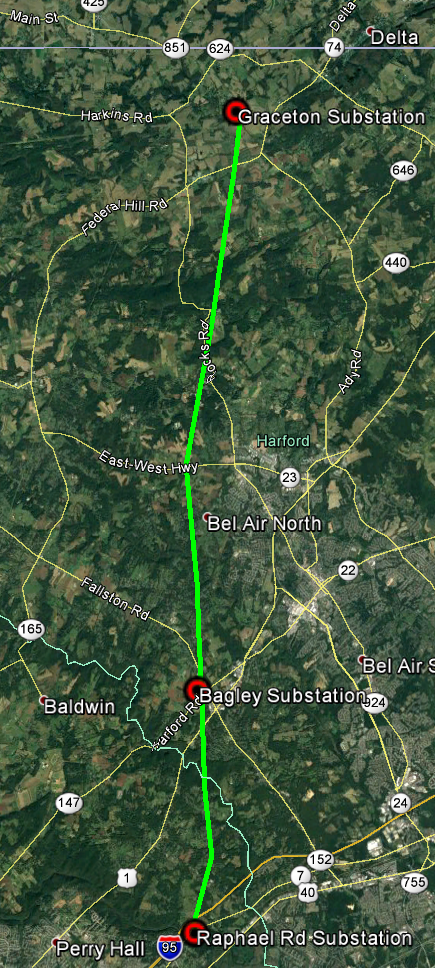 425
Main St
Delta
Delta
851
624
74
Harkins Rd
Graceton Substation
646
Federal Hill Rd
440
Rocks Rd
Ady Rd
Harford
East-West Hwy
23
Bel Air North
22
Fallston Rd
165
Bel Air S
Baldwin
Bagley Substation
924
Harford Rd
147
24
152
1
7
755
40
Raphael Rd Substation
Perry Hall
95